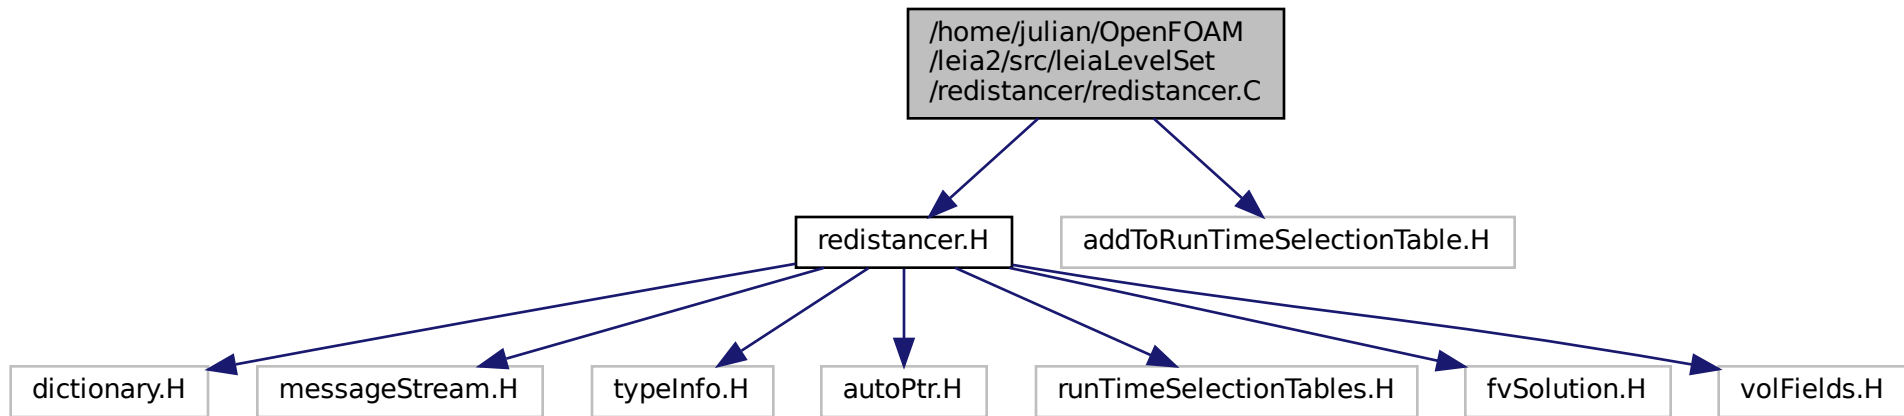 /home/julian/OpenFOAM
/leia2/src/leiaLevelSet
/redistancer/redistancer.C
redistancer.H
addToRunTimeSelectionTable.H
dictionary.H
messageStream.H
typeInfo.H
autoPtr.H
runTimeSelectionTables.H
fvSolution.H
volFields.H